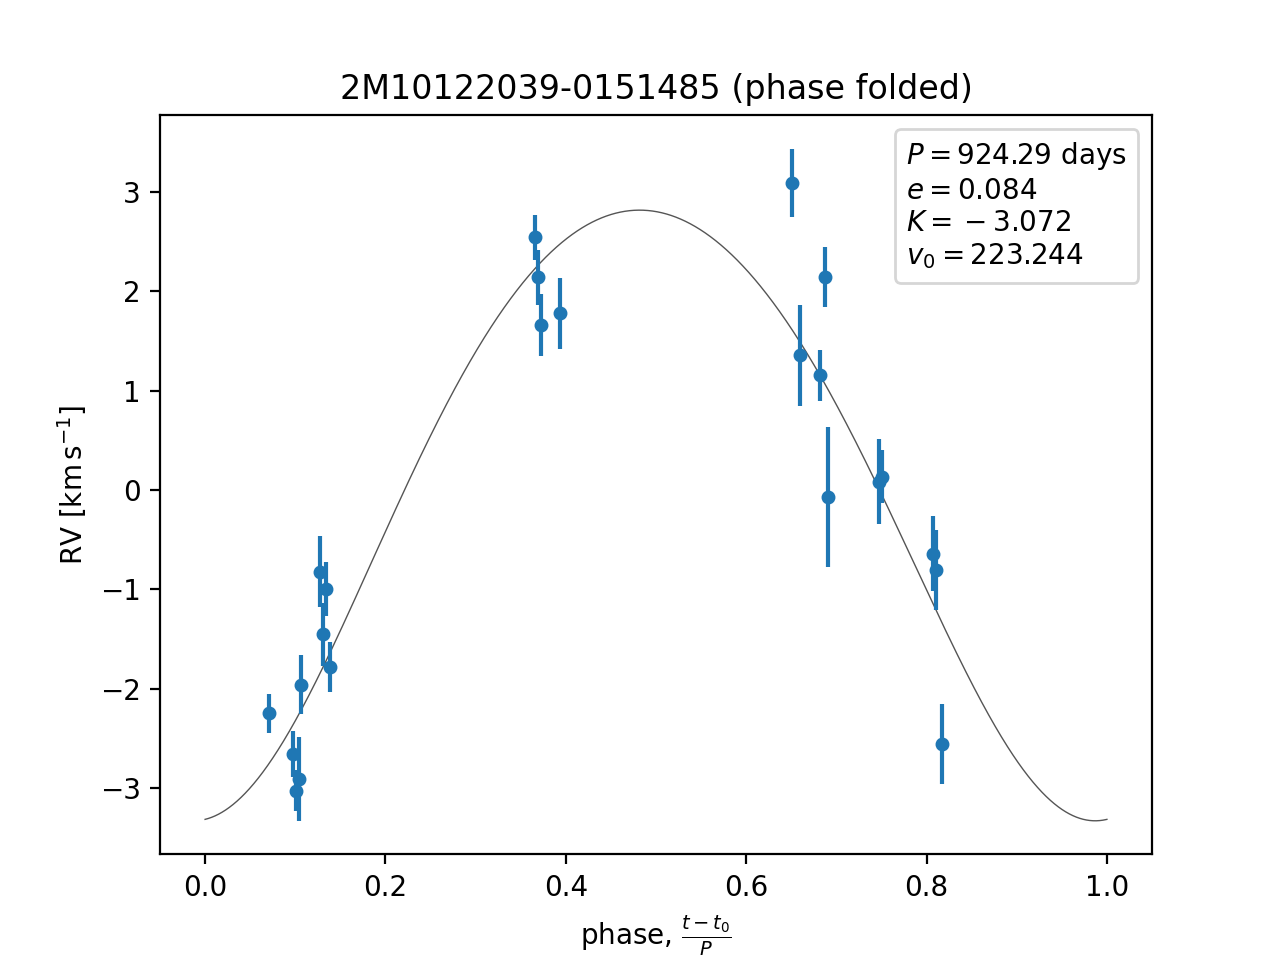 2M10122039-0151485 (phase folded)
P = 924.29 days
e = 0.084
K = −3.072
v₀ = 223.244
3
2
1
0
−1
−2
−3
RV [km s⁻¹]
0.0 0.2 0.4 0.6 0.8 1.0
phase, (t − t₀)/P